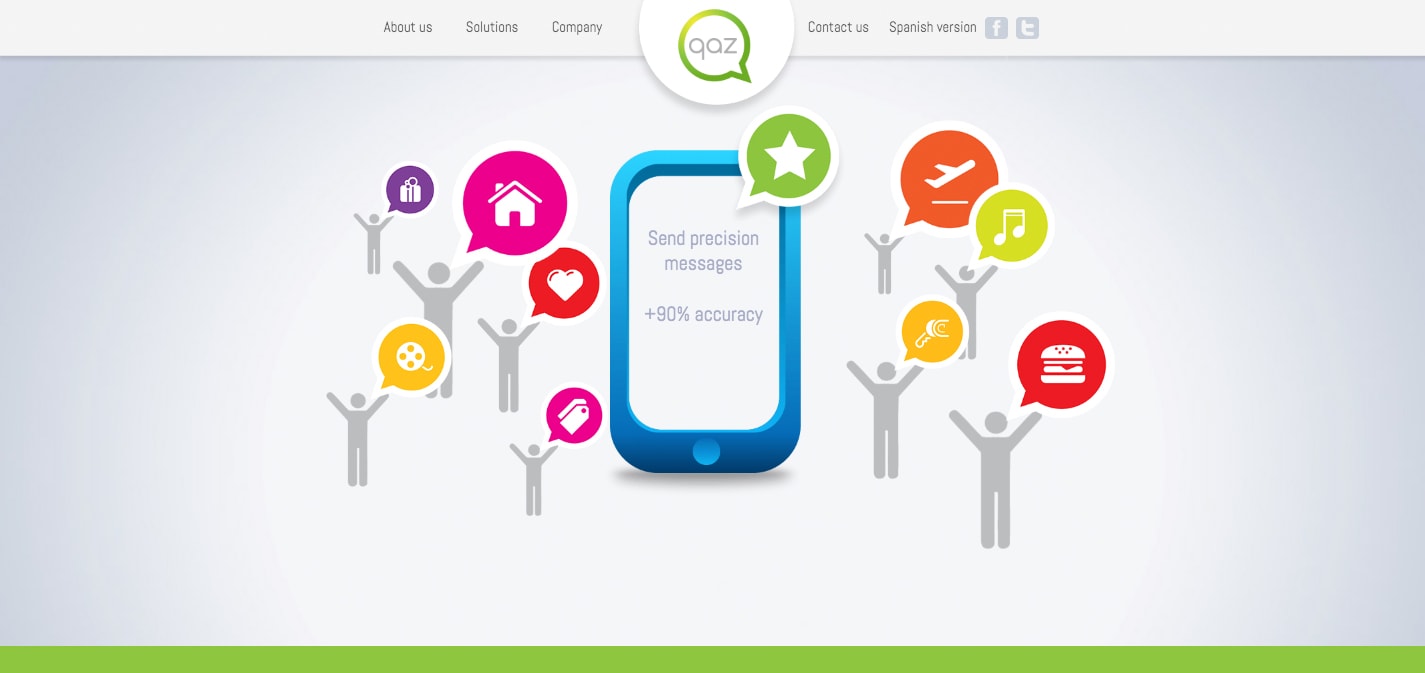 About us
Solutions
Company
qaz
Contact us
Spanish version
f
t
Send precision
messages
+90% accuracy